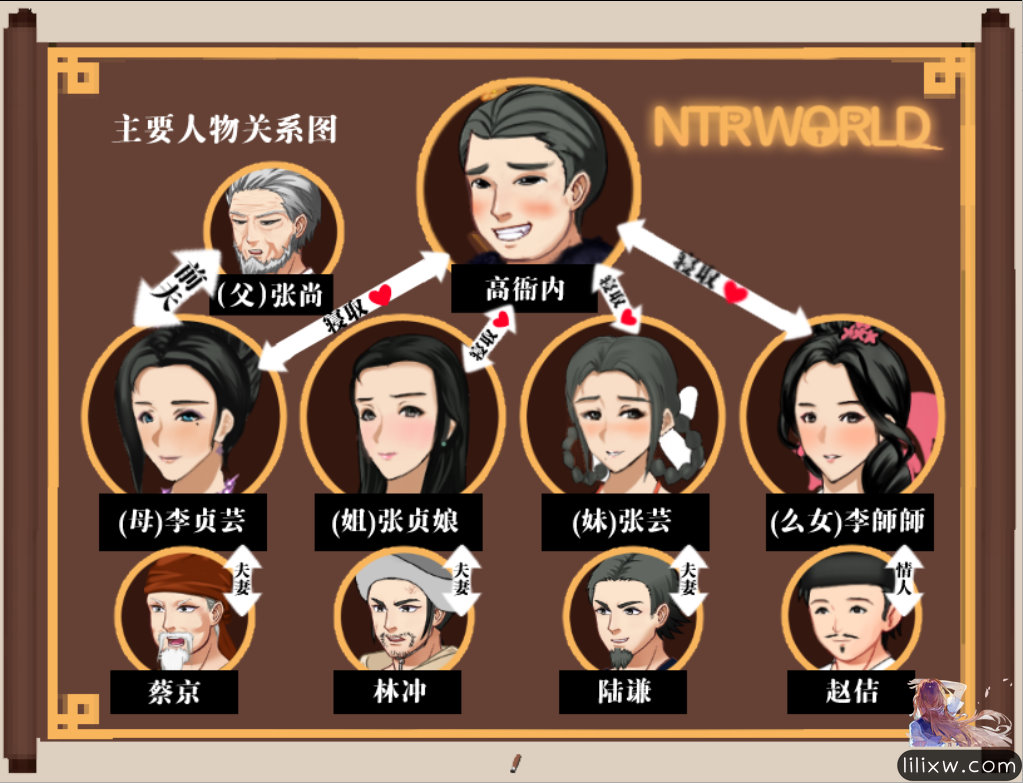 主要人物关系图
NTRWORLD
(父)张尚
前夫
高衙内
寝取
寝取
寝取
寝取
(母)李贞芸
(姐)张贞娘
(妹)张芸
(么女)李師師
夫妻
夫妻
夫妻
情人
蔡京
林冲
陆谦
赵佶
lilixw.com